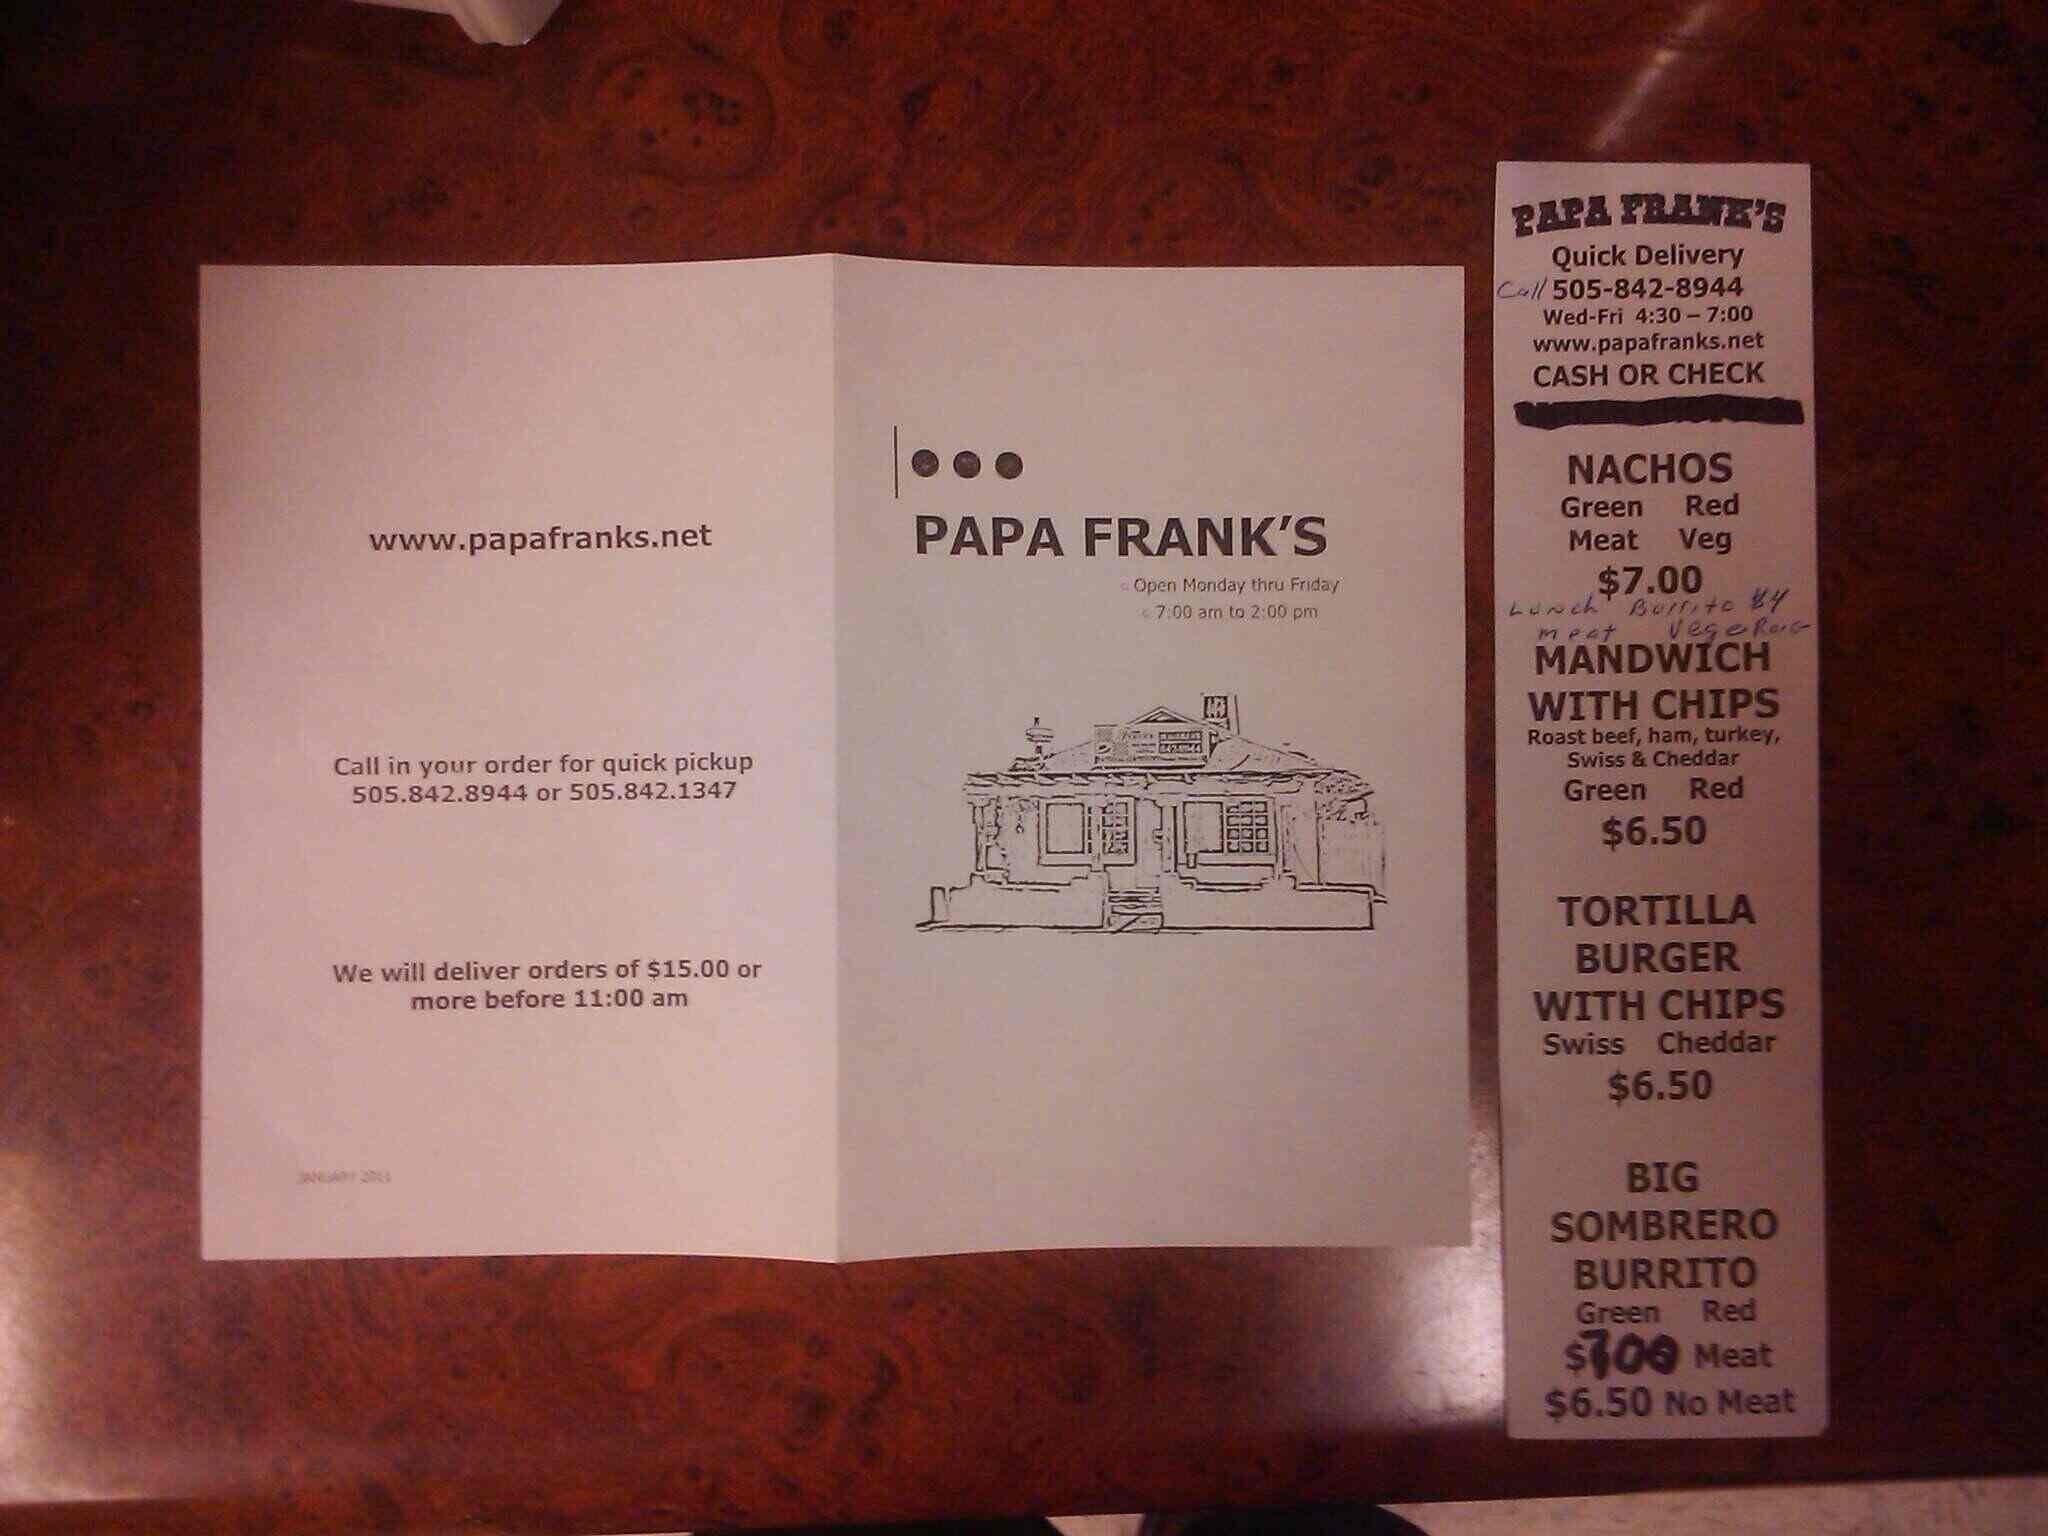 www.papafranks.net
Call in your order for quick pickup
505.842.8944 or 505.842.1347
We will deliver orders of $15.00 or
more before 11:00 am
JANUARY 2011
PAPA FRANK'S
Open Monday thru Friday
7:00 am to 2:00 pm
PAPA FRANK'S
Quick Delivery
Call 505-842-8944
Wed-Fri 4:30 – 7:00
www.papafranks.net
CASH OR CHECK
NACHOS
Green Red
Meat Veg
$7.00
Lunch Burrito $4
meat
MANDWICH
WITH CHIPS
Roast beef, ham, turkey,
Swiss & Cheddar
Green Red
$6.50
TORTILLA
BURGER
WITH CHIPS
Swiss Cheddar
$6.50
BIG
SOMBRERO
BURRITO
Green Red
$700 Meat
$6.50 No Meat